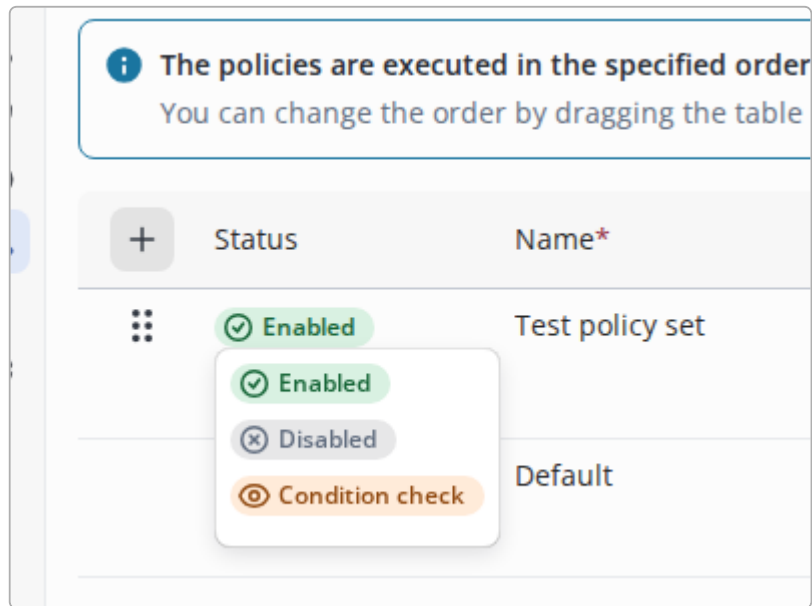 The policies are executed in the specified order
You can change the order by dragging the table
+ Status Name*
Enabled Test policy set
Enabled
Disabled
Condition check
Default